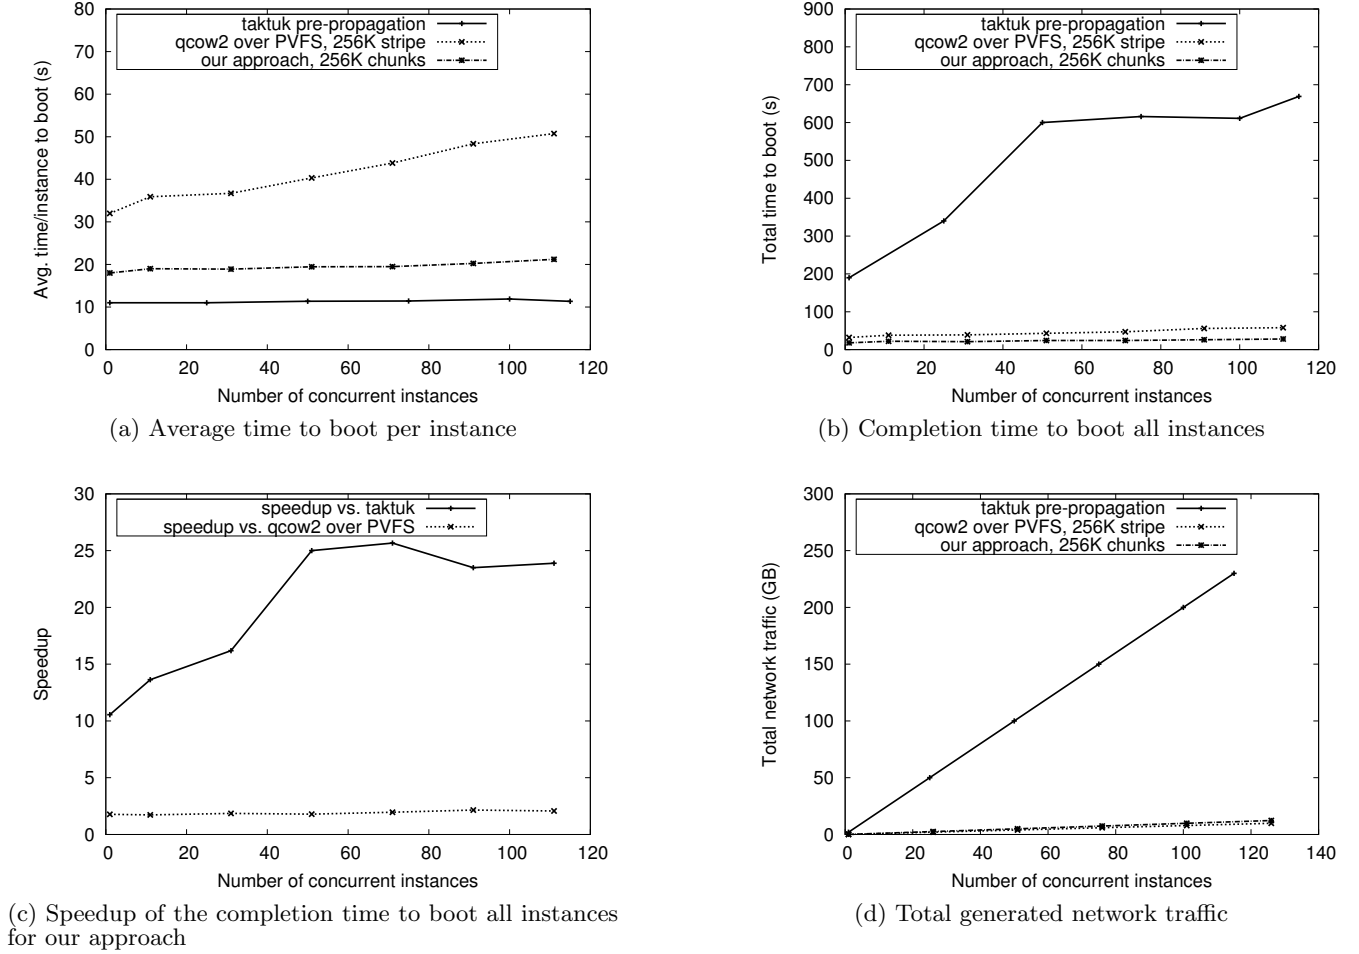 80
70
60
50
40
30
20
10
0
Avg. time/instance to boot (s)
taktuk pre-propagation
qcow2 over PVFS, 256K stripe
our approach, 256K chunks
0 20 40 60 80 100 120
Number of concurrent instances
(a) Average time to boot per instance
900
800
700
600
500
400
300
200
100
0
Total time to boot (s)
taktuk pre-propagation
qcow2 over PVFS, 256K stripe
our approach, 256K chunks
0 20 40 60 80 100 120
Number of concurrent instances
(b) Completion time to boot all instances
30
25
20
15
10
5
0
Speedup
speedup vs. taktuk
speedup vs. qcow2 over PVFS
0 20 40 60 80 100 120
Number of concurrent instances
(c) Speedup of the completion time to boot all instances
for our approach
300
250
200
150
100
50
0
Total network traffic (GB)
taktuk pre-propagation
qcow2 over PVFS, 256K stripe
our approach, 256K chunks
0 20 40 60 80 100 120 140
Number of concurrent instances
(d) Total generated network traffic